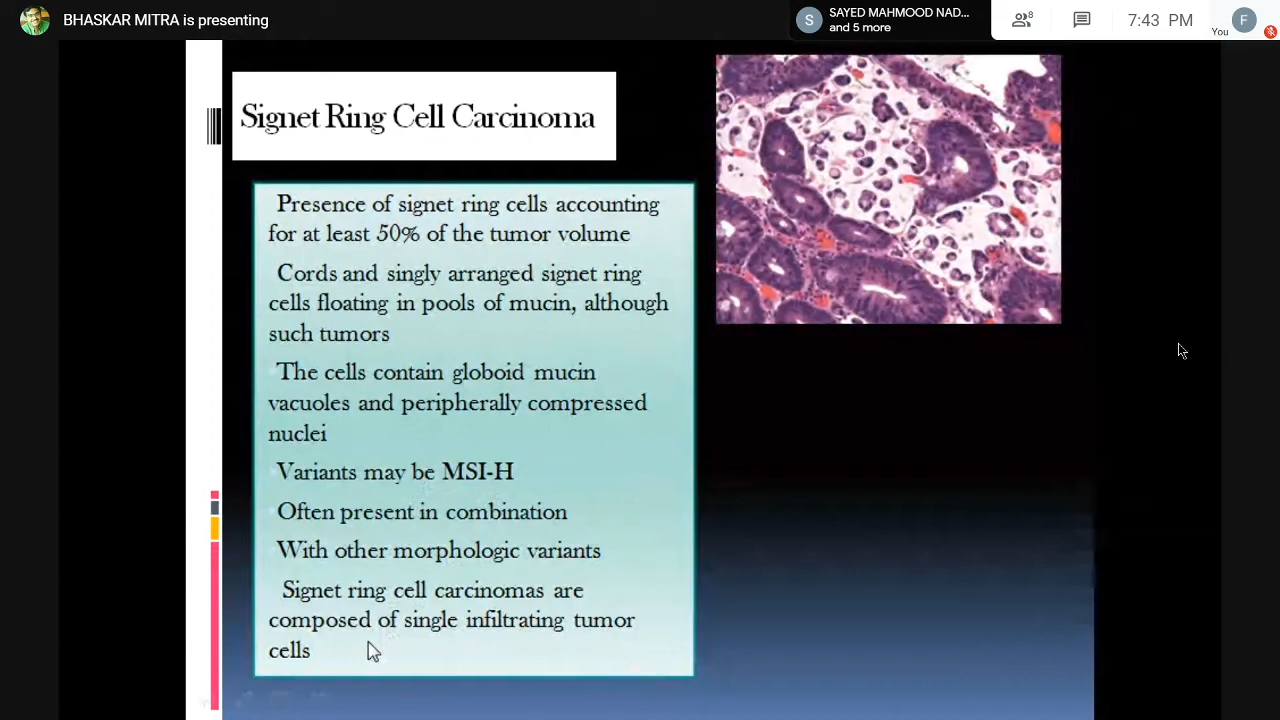 BHASKAR MITRA is presenting
S
SAYED MAHMOOD NAD...
and 5 more
8
7:43 PM
You
F
Signet Ring Cell Carcinoma
Presence of signet ring cells accounting
for at least 50% of the tumor volume
Cords and singly arranged signet ring
cells floating in pools of mucin, although
such tumors
The cells contain globoid mucin
vacuoles and peripherally compressed
nuclei
Variants may be MSI-H
Often present in combination
With other morphologic variants
Signet ring cell carcinomas are
composed of single infiltrating tumor
cells